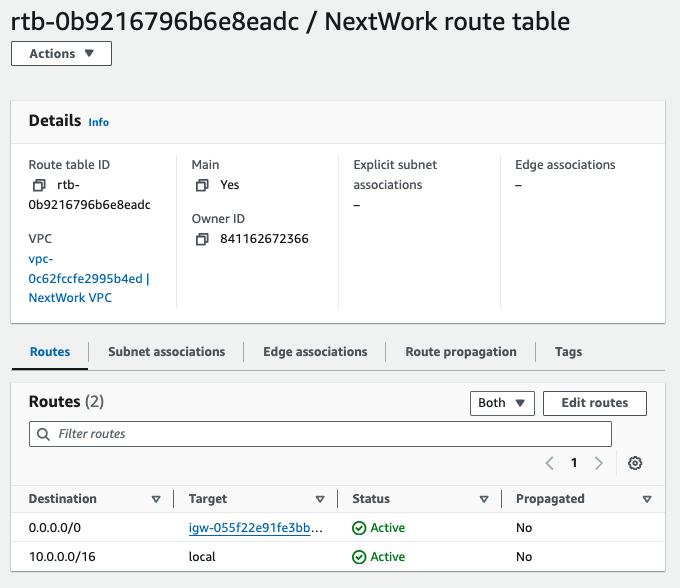 rtb-0b9216796b6e8eadc / NextWork route table
Actions
Details Info
Route table ID
rtb-
0b9216796b6e8eadc
VPC
vpc-
0c62fccfe2995b4ed |
NextWork VPC
Main
Yes
Owner ID
841162672366
Explicit subnet
associations
–
Edge associations
–
Routes Subnet associations Edge associations Route propagation Tags
Routes (2) Both Edit routes
Filter routes
1
Destination Target Status Propagated
0.0.0.0/0 igw-055f22e91fe3bb... Active No
10.0.0.0/16 local Active No